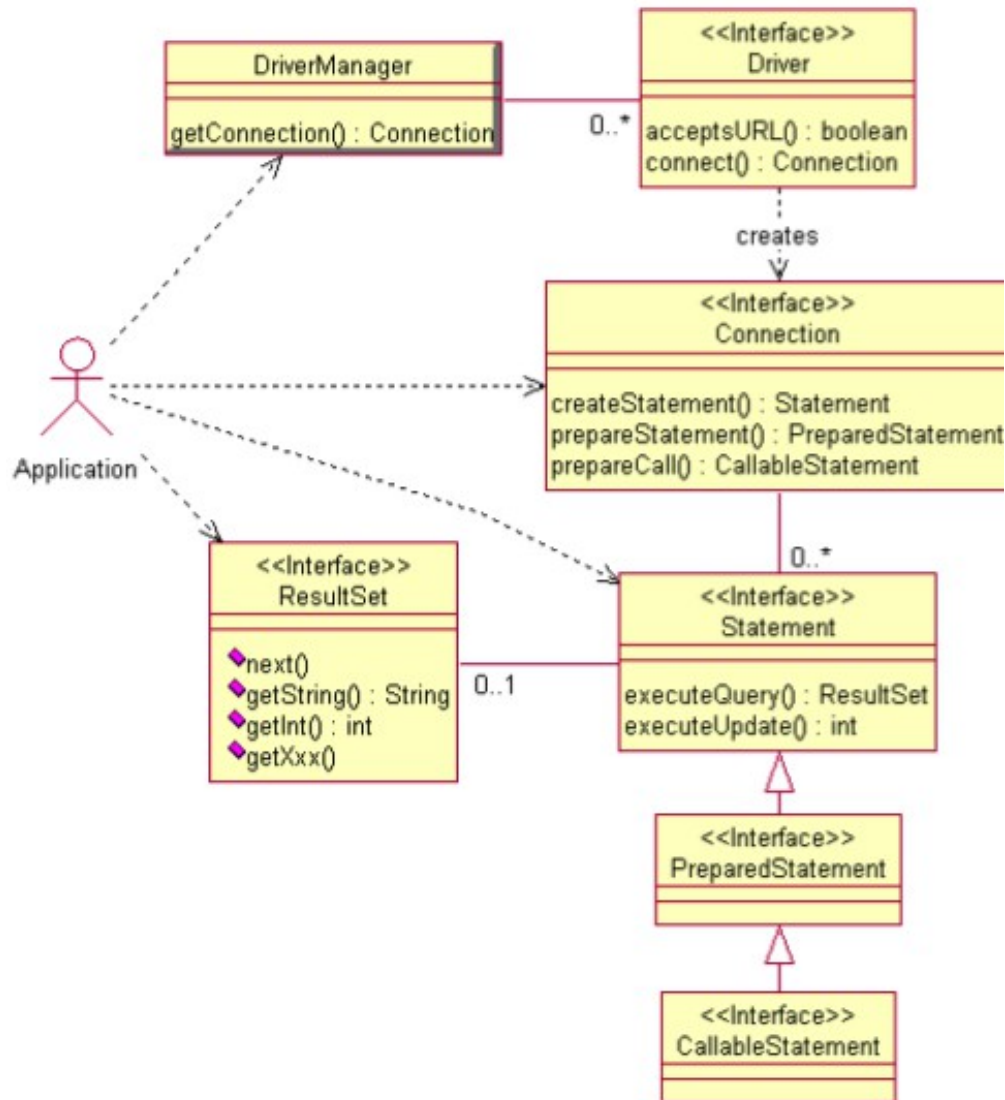 DriverManager
getConnection() : Connection
<<Interface>>
Driver
0..*
acceptsURL() : boolean
connect() : Connection
creates
<<Interface>>
Connection
createStatement() : Statement
prepareStatement() : PreparedStatement
prepareCall() : CallableStatement
Application
0..*
<<Interface>>
ResultSet
next()
getString() : String
getInt() : int
getXxx()
0..1
<<Interface>>
Statement
executeQuery() : ResultSet
executeUpdate() : int
<<Interface>>
PreparedStatement
<<Interface>>
CallableStatement